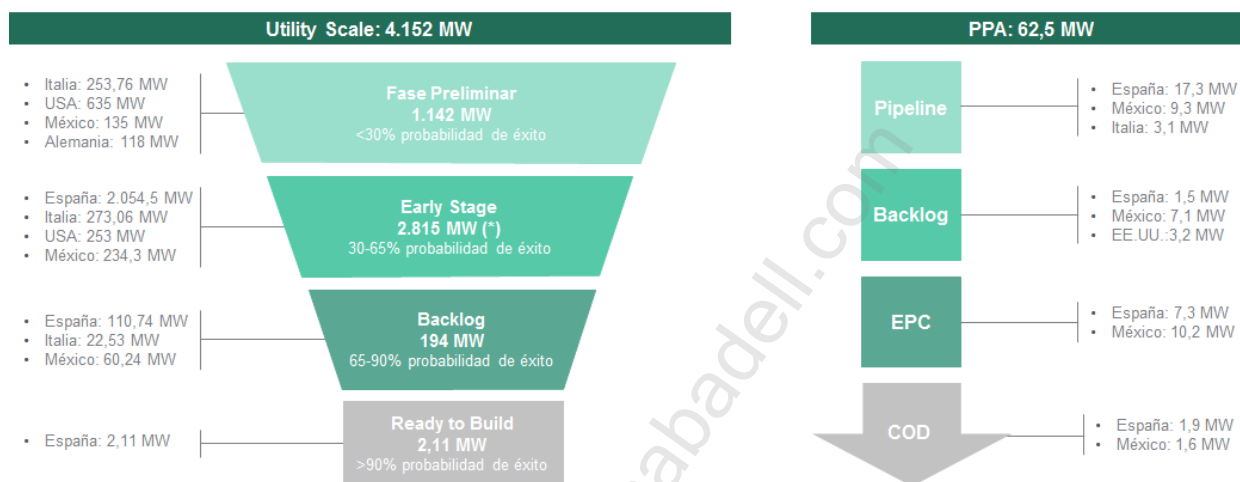 Utility Scale: 4.152 MW
• Italia: 253,76 MW
• USA: 635 MW
• México: 135 MW
• Alemania: 118 MW
Fase Preliminar
1.142 MW
<30% probabilidad de éxito
• España: 2.054,5 MW
• Italia: 273,06 MW
• USA: 253 MW
• México: 234,3 MW
Early Stage
2.815 MW (*)
30-65% probabilidad de éxito
• España: 110,74 MW
• Italia: 22,53 MW
• México: 60,24 MW
Backlog
194 MW
65-90% probabilidad de éxito
• España: 2,11 MW
Ready to Build
2,11 MW
>90% probabilidad de éxito
PPA: 62,5 MW
Pipeline
• España: 17,3 MW
• México: 9,3 MW
• Italia: 3,1 MW
Backlog
• España: 1,5 MW
• México: 7,1 MW
• EE.UU.:3,2 MW
EPC
• España: 7,3 MW
• México: 10,2 MW
COD
• España: 1,9 MW
• México: 1,6 MW
sabadell.com